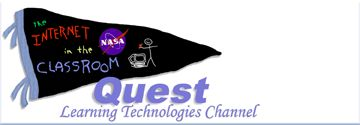 the
INTERNET
in the
CLASSROOM
NASA
Quest
Learning Technologies Channel